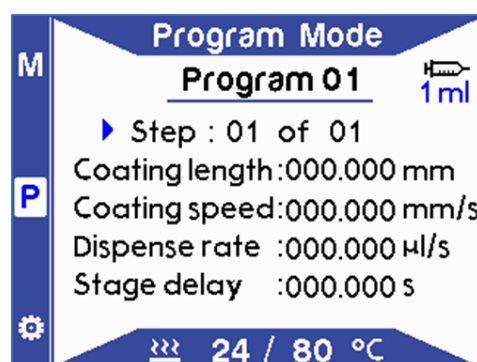 Program Mode
M
Program 01
1 ml
Step : 01 of 01
Coating length :000.000 mm
P
Coating speed :000.000 mm/s
Dispense rate :000.000 µl/s
Stage delay :000.000 s
24 / 80 °C